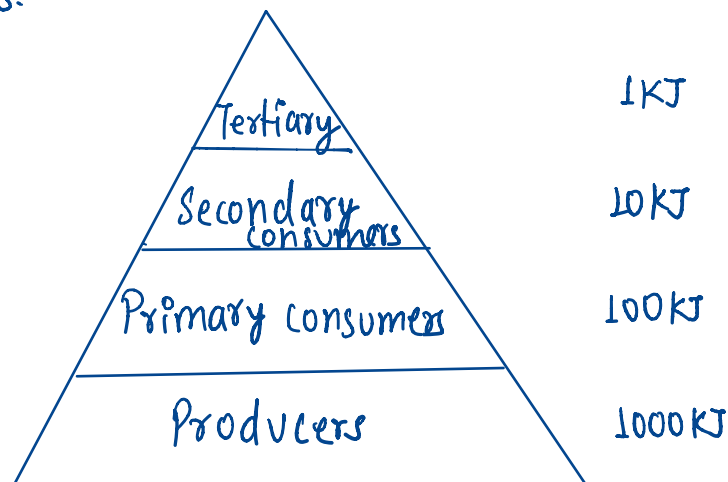 s.
Tertiary 1KJ
Secondary 10KJ
consumers
Primary consumers 100KJ
Producers 1000KJ